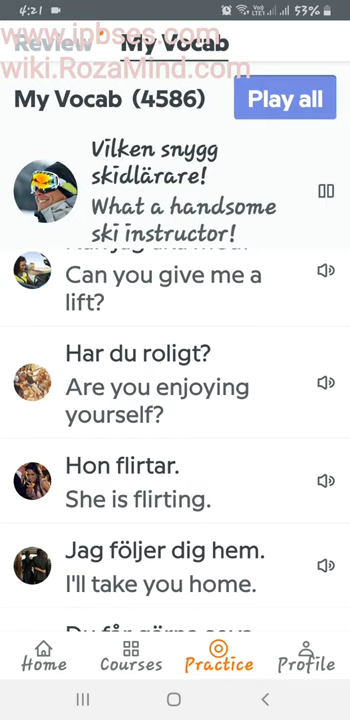 4:21
53%
www.ipbses.com
Review My Vocab
wiki.RozaMind.com
My Vocab (4586)
Play all
Vilken snygg
skidlärare!
What a handsome
ski instructor!
Can you give me a
lift?
Har du roligt?
Are you enjoying
yourself?
Hon flirtar.
She is flirting.
Jag följer dig hem.
I'll take you home.
Home Courses Practice Profile